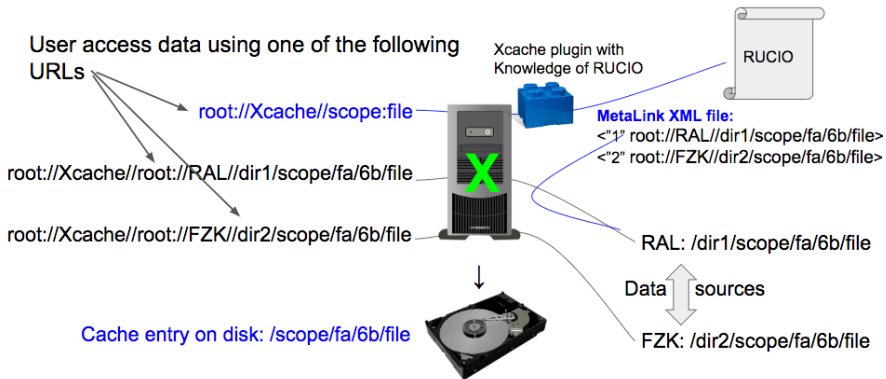 User access data using one of the following
URLs
Xcache plugin with
Knowledge of RUCIO
RUCIO
root://Xcache//scope:file
MetaLink XML file:
<"1" root://RAL//dir1/scope/fa/6b/file>
<"2" root://FZK//dir2/scope/fa/6b/file>
root://Xcache//root://RAL//dir1/scope/fa/6b/file
X
root://Xcache//root://FZK//dir2/scope/fa/6b/file
RAL: /dir1/scope/fa/6b/file
Data sources
Cache entry on disk: /scope/fa/6b/file
FZK: /dir2/scope/fa/6b/file